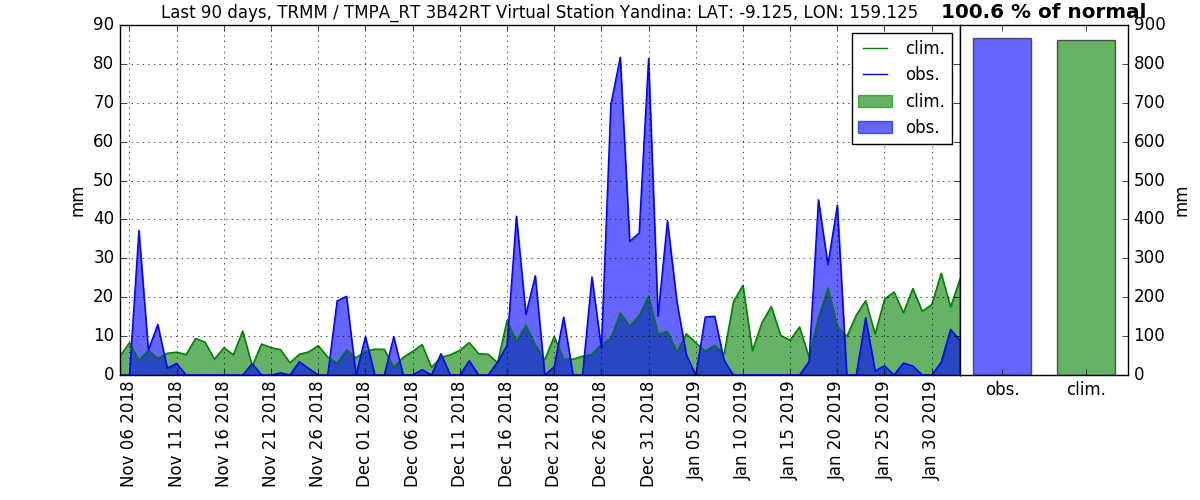 Last 90 days, TRMM / TMPA_RT 3B42RT Virtual Station Yandina: LAT: -9.125, LON: 159.125
100.6 % of normal
90
80
70
60
50
40
30
20
10
0
mm
clim.
obs.
clim.
obs.
900
800
700
600
500
400
300
200
100
0
mm
obs.
clim.
Nov 06 2018
Nov 11 2018
Nov 16 2018
Nov 21 2018
Nov 26 2018
Dec 01 2018
Dec 06 2018
Dec 11 2018
Dec 16 2018
Dec 21 2018
Dec 26 2018
Dec 31 2018
Jan 05 2019
Jan 10 2019
Jan 15 2019
Jan 20 2019
Jan 25 2019
Jan 30 2019